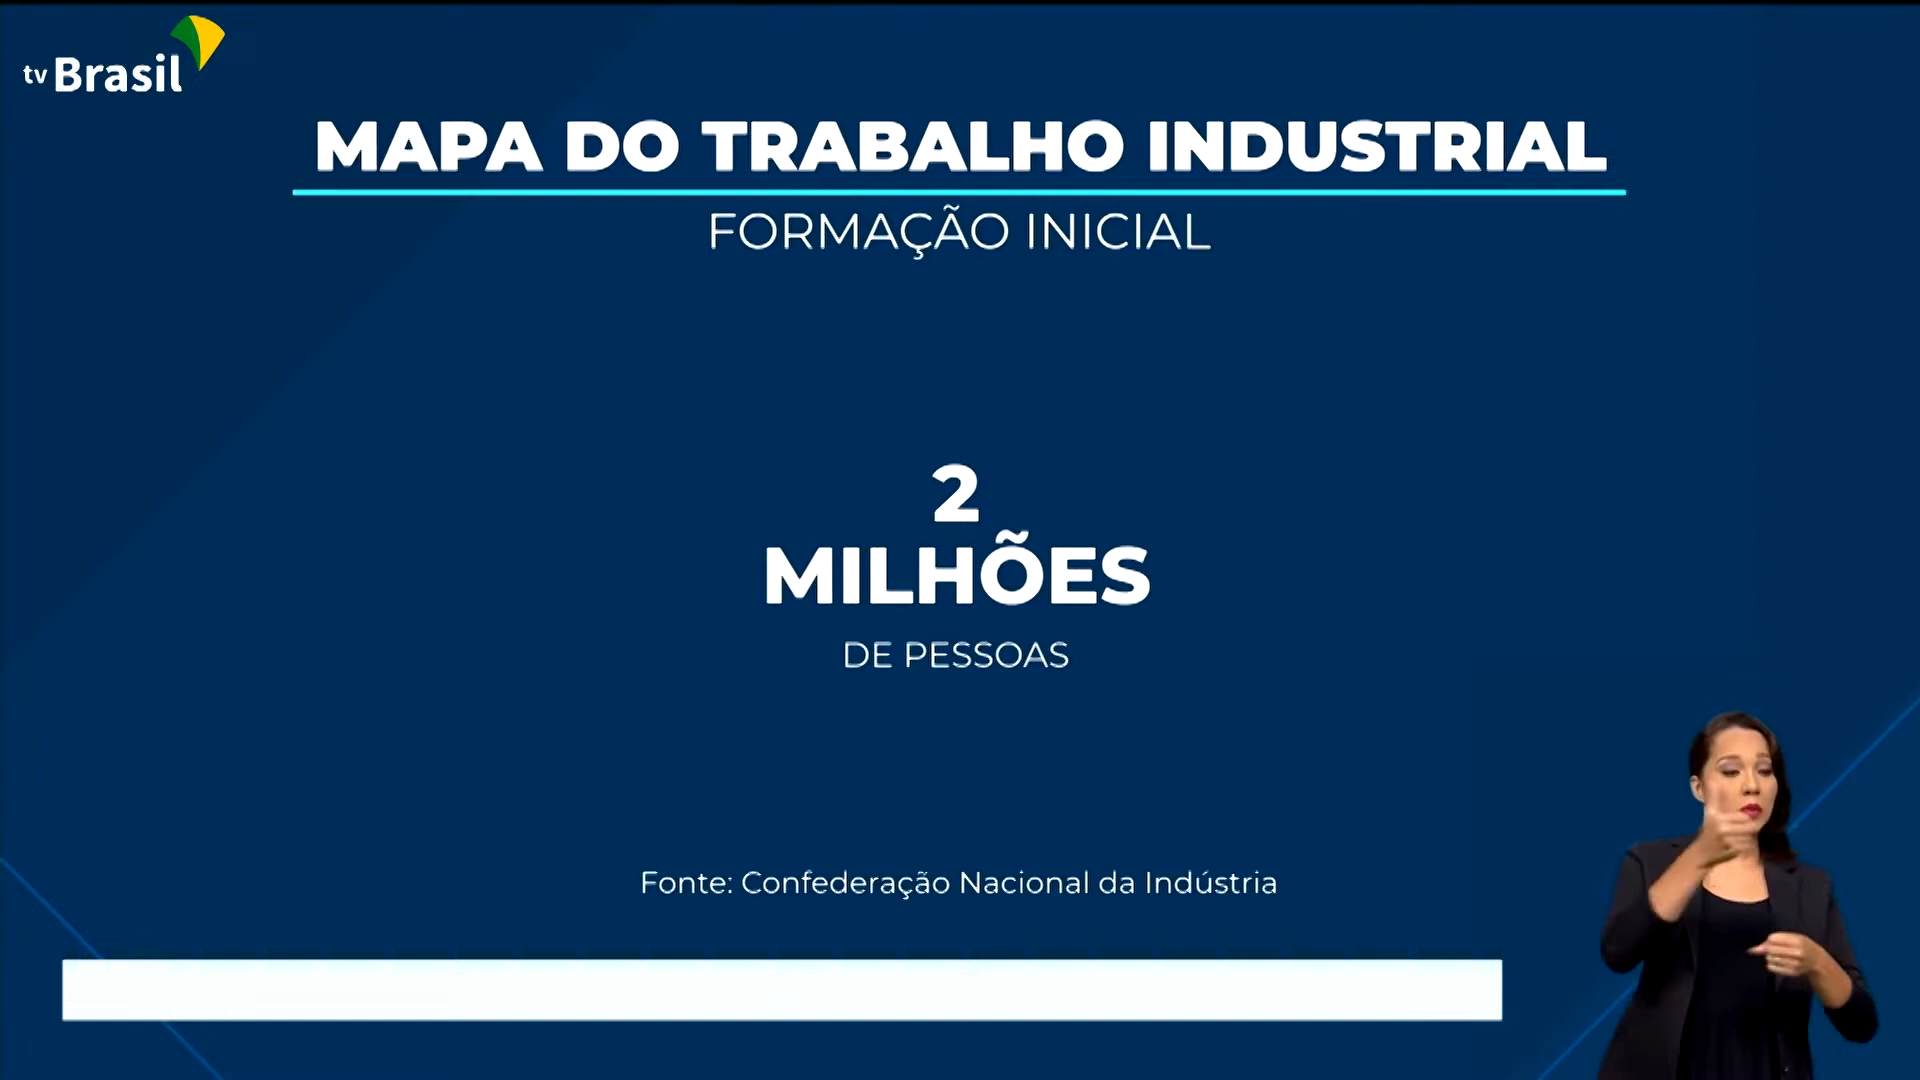 tv Brasil
MAPA DO TRABALHO INDUSTRIAL
FORMAÇÃO INICIAL
2
MILHÕES
DE PESSOAS
Fonte: Confederação Nacional da Indústria